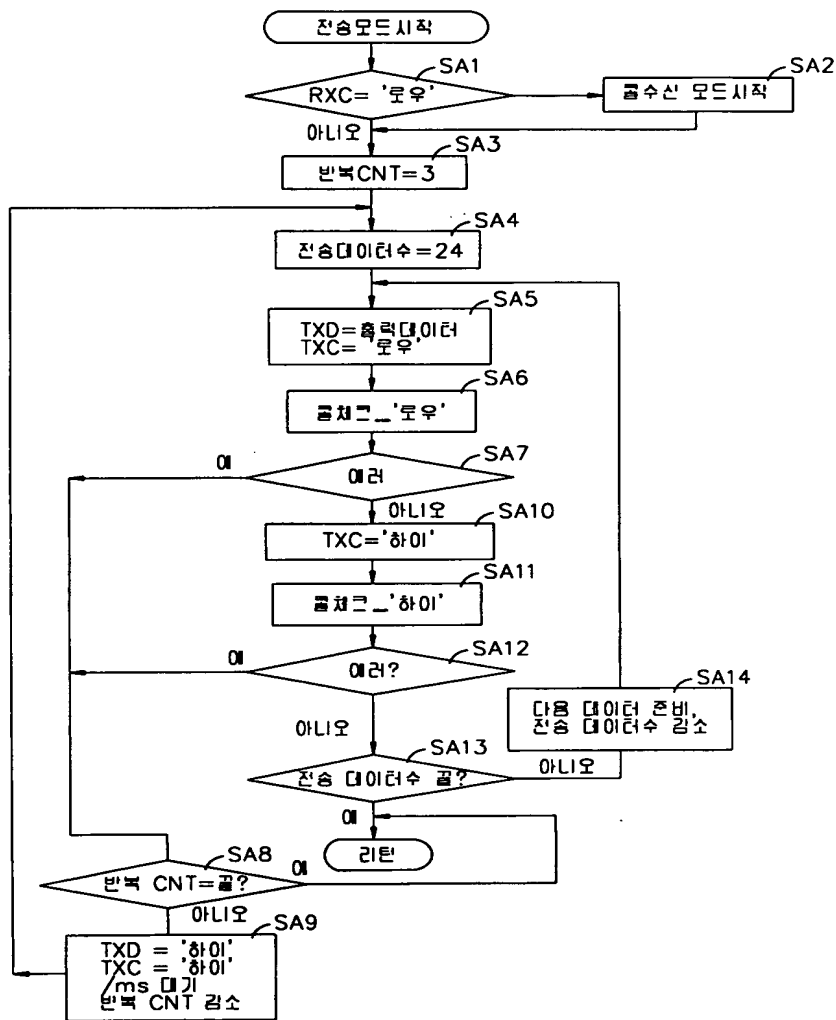 전송모드시작
SA1
RXC= '로우'
SA2
콜수신 모드시작
아니오
SA3
반복CNT=3
SA4
전송데이터수=24
SA5
TXD=출력데이터
TXC= '로우'
SA6
콜체크_'로우'
SA7
예
에러
아니오
SA10
TXC='하이'
SA11
콜체크_'하이'
SA12
예
에러?
SA14
다음 데이터 준비,
전송 데이터수 감소
아니오
SA13
전송 데이터수 끝?
아니오
예
리턴
SA8
반복 CNT=끝?
예
아니오
SA9
TXD = '하이'
TXC = '하이'
ms 대기
반복 CNT 감소